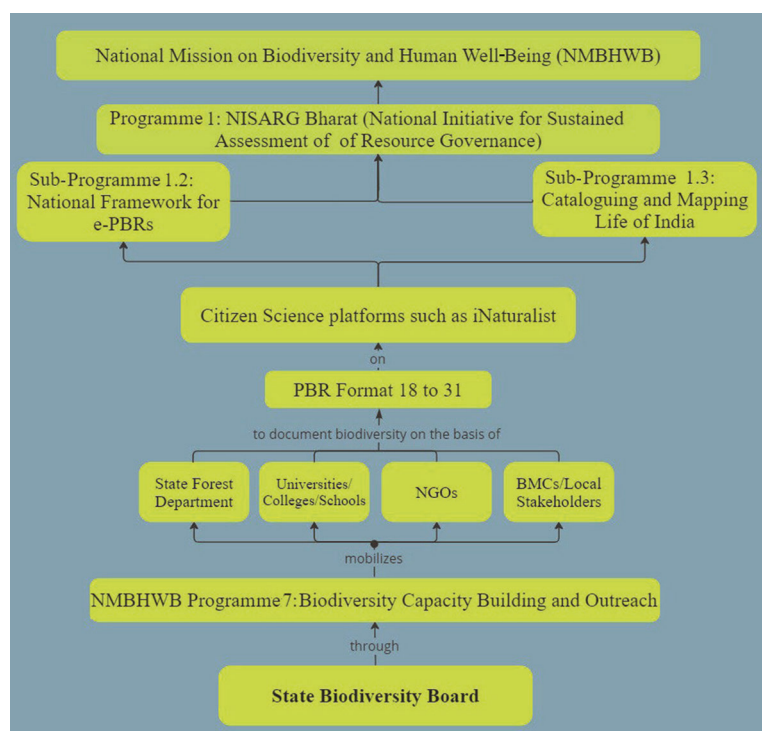 National Mission on Biodiversity and Human Well-Being (NMBHWB)
Programme 1: NISARG Bharat (National Initiative for Sustained
Assessment of of Resource Governance)
Sub-Programme 1.2:
National Framework for
e-PBRs
Sub-Programme 1.3:
Cataloguing and Mapping
Life of India
Citizen Science platforms such as iNaturalist
on
PBR Format 18 to 31
to document biodiversity on the basis of
State Forest
Department
Universities/
Colleges/Schools
NGOs
BMCs/Local
Stakeholders
mobilizes
NMBHWB Programme 7: Biodiversity Capacity Building and Outreach
through
State Biodiversity Board